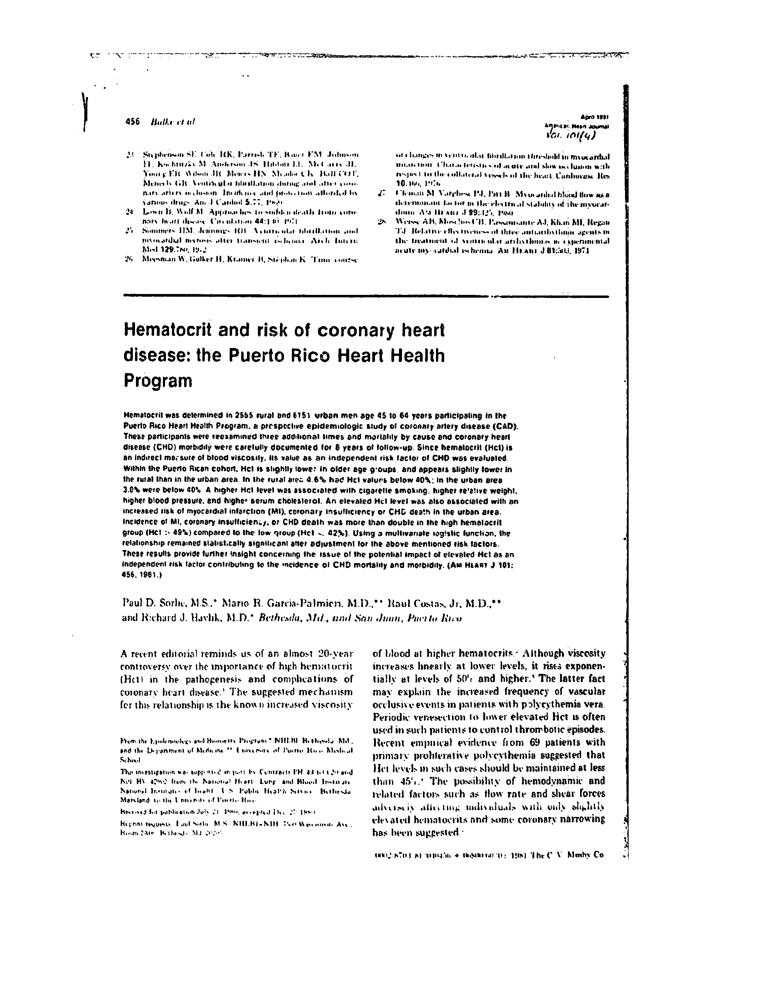 456 Balke et al
April 1981
American Heart Journal
Vol. 101(4)
23. Stephenson SE, Cole RK, Parrish TF, Bauer FM, Johnson
IT, Kochtitzky M, Anderson JS, Hibbitt LL, McCarty JE,
Young ER, Wilson JR, Meiers HN, Meador CK, Ball COT,
Meneely GR: Ventricular fibrillation during and after coro-
nary artery occlusion. Incidence and protection afforded by
various drugs. Am J Cardiol 5:77, 1960
24. Lown B, Wolf M: Approaches to sudden death from coro-
nary heart disease. Circulation 44:130, 1971
25. Sommers HM, Jennings RB: Ventricular fibrillation and
myocardial necrosis after transient ischemia. Arch Intern
Med 129:780, 1972
26. Meesman W, Gulker H, Kramer B, Stephan K: Time course
of changes in ventricular fibrillation threshold in myocardial
infarction: Characteristics of acute and slow occlusion with
respect to the collateral vessels of the heart. Cardiovasc Res
10: 1976
27. PJ, Pitt B: Myocardial blood flow as a
determinant factor in the electrical stability of the myocar-
dium. AM HEART J 99: 1980
28. AB, CB, Passannante AJ, Khan MI, Regan
TJ: Relative effectiveness of three antiarrhythmic agents in
the treatment of ventricular arrhythmias in experimental
acute myocardial ischemia. AM HEART J 81:503, 1971
Hematocrit and risk of coronary heart
disease: the Puerto Rico Heart Health
Program
Hematocrit was determined in 2585 rural and 6151 urban men age 45 to 64 years participating in the
Puerto Rico Heart Health Program, a prospective epidemiologic study of coronary artery disease (CAD).
These participants were reexamined three additional times and mortality by cause and coronary heart
disease (CHD) morbidity were carefully documented for 8 years of follow-up. Since hematocrit (Hct) is
an indirect measure of blood viscosity, its value as an independent risk factor of CHD was evaluated.
Within the Puerto Rican cohort, Hct is slightly lower in older age groups, and appears slightly lower in
the rural than in the urban area. In the rural area 4.6% had Hct values below 40%; in the urban area
3.0% were below 40%. A higher Hct level was associated with cigarette smoking, higher relative weight,
higher blood pressure, and higher serum cholesterol. An elevated Hct level was also associated with an
increased risk of myocardial infarction (MI), coronary insufficiency or CHD death in the urban area.
Incidence of MI, coronary insufficiency, or CHD death was more than double in the high hematocrit
group (Hct > 49%) compared to the low group (Hct < 42%). Using a multivariate logistic function, the
relationship remained statistically significant after adjustment for the above mentioned risk factors.
These results provide further insight concerning the issue of the potential impact of elevated Hct as an
independent risk factor contributing to the incidence of CHD mortality and morbidity. (AM HEART J 101:
456, 1981.)
Paul D. Sorlie, M.S.,* Mario R. Garcia-Palmieri, M.D.,** Raul Costas, Jr, M.D.,**
and Richard J. Havlik, M.D.* Bethesda, Md., and San Juan, Puerto Rico
A recent editorial reminds us of an almost 20-year
controversy over the importance of high hematocrit
(Hct) in the pathogenesis and complications of
coronary heart disease.¹ The suggested mechanism
for this relationship is the known increased viscosity
From the Epidemiology and Biometry Program,* NHLBI, Bethesda, Md.,
and the Department of Medicine,** University of Puerto Rico Medical
School.
This investigation was supported in part by Contracts and
from the National Heart, Lung, and Blood Institute,
National Institutes of Health, U.S. Public Health Service, Bethesda,
Maryland, to the University of Puerto Rico.
Received for publication July 21, 1980; accepted Dec. 27, 1980.
Reprint requests: Paul Sorlie, M.S., NHLBI-NIH, Wisconsin Ave.,
Bethesda, Md.
of blood at higher hematocrits. Although viscosity
increases linearly at lower levels, it rises exponen-
tially at levels of 50% and higher. The latter fact
may explain the increased frequency of vascular
occlusive events in patients with polycythemia vera.
Periodic venesection to lower elevated Hct is often
used in such patients to control thrombotic episodes.
Recent empirical evidence from 69 patients with
primary proliferative polycythemia suggested that
Hct levels in such cases should be maintained at less
than 45%. The possibility of hemodynamic and
related factors such as flow rate and shear forces
adversely affecting individuals with only slightly
elevated hematocrits and some coronary narrowing
has been suggested.
1981 The C. V. Mosby Co.